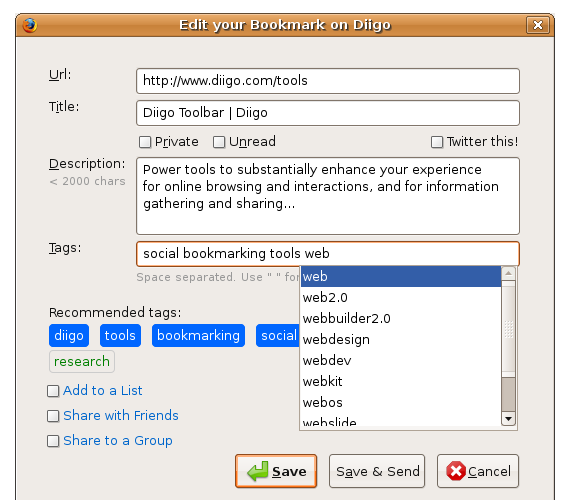 Edit your Bookmark on Diigo
Url:
http://www.diigo.com/tools
Title:
Diigo Toolbar | Diigo
Private
Unread
Twitter this!
Description:
< 2000 chars
Power tools to substantially enhance your experience
for online browsing and interactions, and for information
gathering and sharing...
Tags:
social bookmarking tools web
Space separated. Use " " for
web
web2.0
webbuilder2.0
webdesign
webdev
webkit
webos
webslide
Recommended tags:
diigo
tools
bookmarking
social
research
Add to a List
Share with Friends
Share to a Group
Save
Save & Send
Cancel